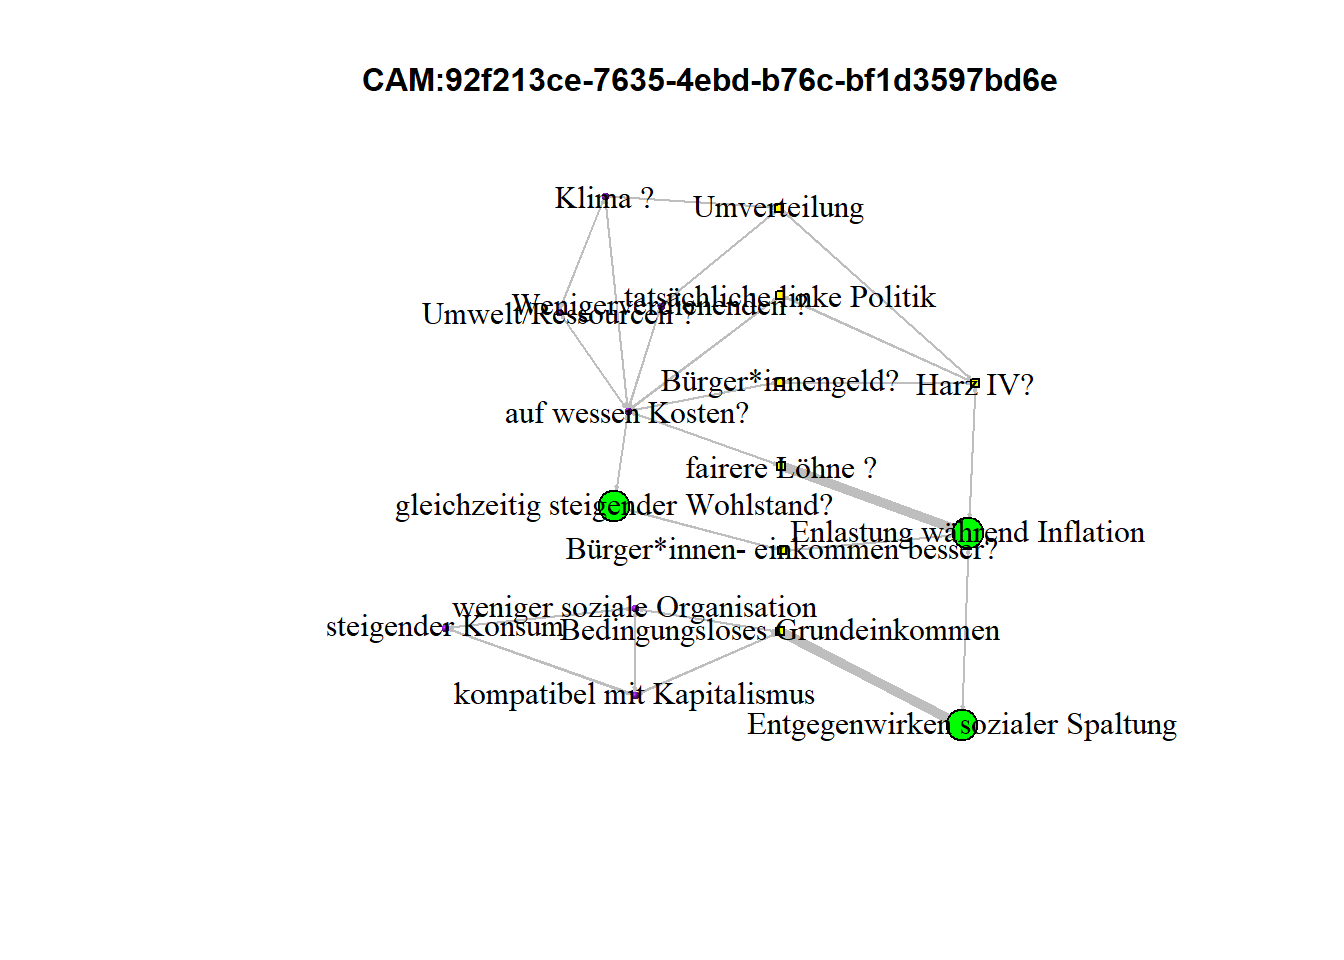 CAM:92f213ce-7635-4ebd-b76c-bf1d3597bd6e
Klima ?
Umverteilung
tatsächliche linke Politik
Wenigerverdienenden ?
Umwelt/Ressourcen ?
Bürger*innengeld?
Harz IV?
auf wessen Kosten?
fairere Löhne ?
gleichzeitig steigender Wohlstand?
Enlastung während Inflation
Bürger*innen- einkommen besser?
weniger soziale Organisation
steigender Konsum
Bedingungsloses Grundeinkommen
kompatibel mit Kapitalismus
Entgegenwirken sozialer Spaltung